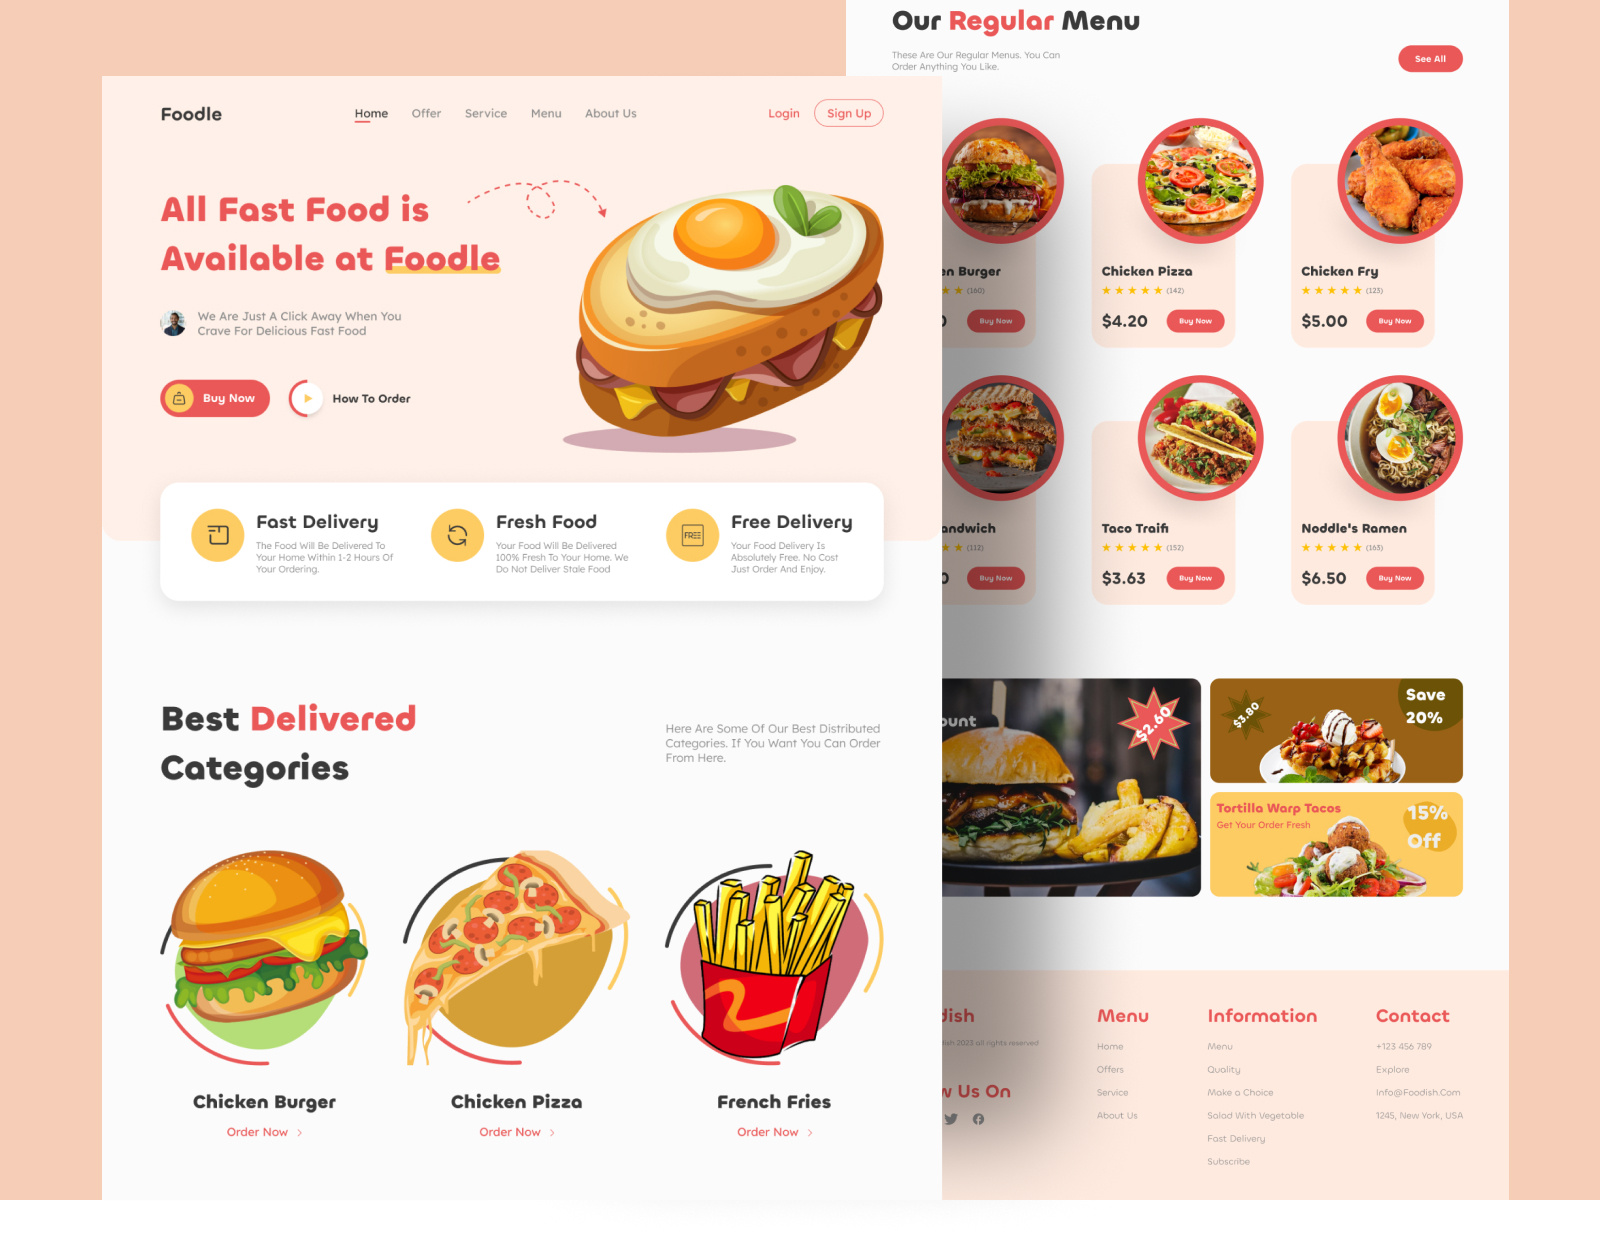 Foodle
Home Offer Service Menu About Us
Login Sign Up
All Fast Food is
Available at Foodle
We Are Just A Click Away When You
Crave For Delicious Fast Food
Buy Now
How To Order
Fast Delivery
The Food Will Be Delivered To
Your Home Within 1-2 Hours Of
Your Ordering.
Fresh Food
Your Food Will Be Delivered
100% Fresh To Your Home. We
Do Not Deliver Stale Food
FREE
Free Delivery
Your Food Delivery Is
Absolutely Free. No Cost
Just Order And Enjoy.
Best Delivered
Categories
Here Are Some Of Our Best Distributed
Categories. If You Want You Can Order
From Here.
Chicken Burger
Order Now
Chicken Pizza
Order Now
French Fries
Order Now
Our Regular Menu
These Are Our Regular Menus. You Can
Order Anything You Like.
See All
en Burger
(160)
0 Buy Now
Chicken Pizza
(142)
$4.20 Buy Now
Chicken Fry
(123)
$5.00 Buy Now
andwich
(112)
0 Buy Now
Taco Traifi
(152)
$3.63 Buy Now
Noddle's Ramen
(163)
$6.50 Buy Now
ount
$2.60
$3.80
Save
20%
Tortilla Warp Tacos
Get Your Order Fresh
15%
Off
dish
dish 2023 all rights reserved
w Us On
Menu
Home
Offers
Service
About Us
Information
Menu
Quality
Make a Choice
Salad With Vegetable
Fast Delivery
Subscribe
Contact
+123 456 789
Explore
Info@Foodish.Com
1245, New York, USA